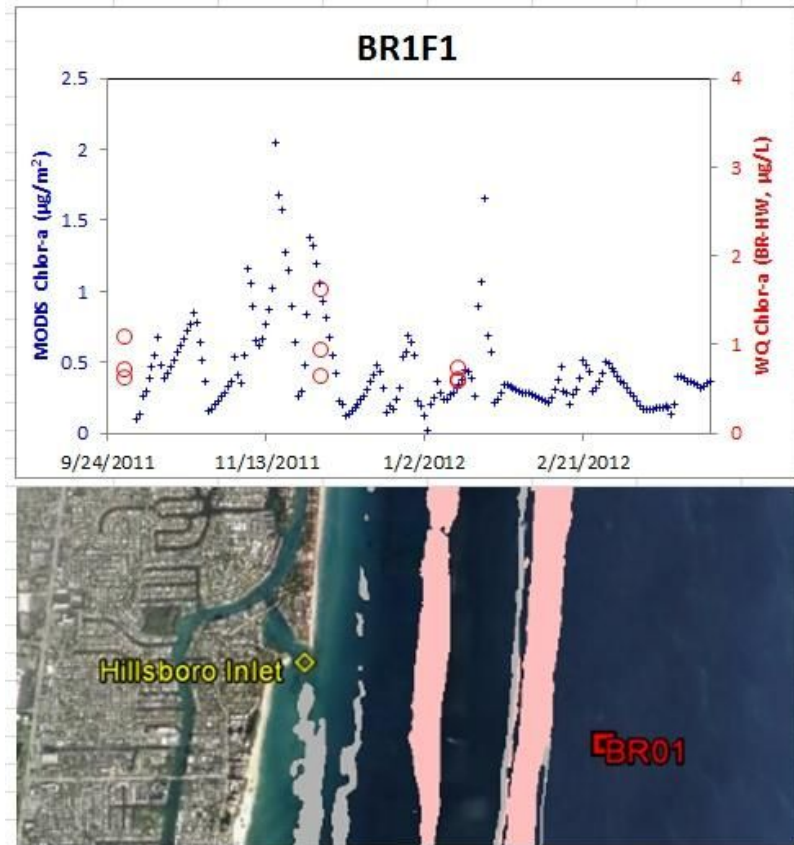 BR1F1
2.5
2
1.5
1
0.5
0
MODIS Chlor-a (µg/m²)
4
3
2
1
0
WQ Chlor-a (BR-HW, µg/L)
9/24/2011 11/13/2011 1/2/2012 2/21/2012
Hillsboro Inlet
BR01